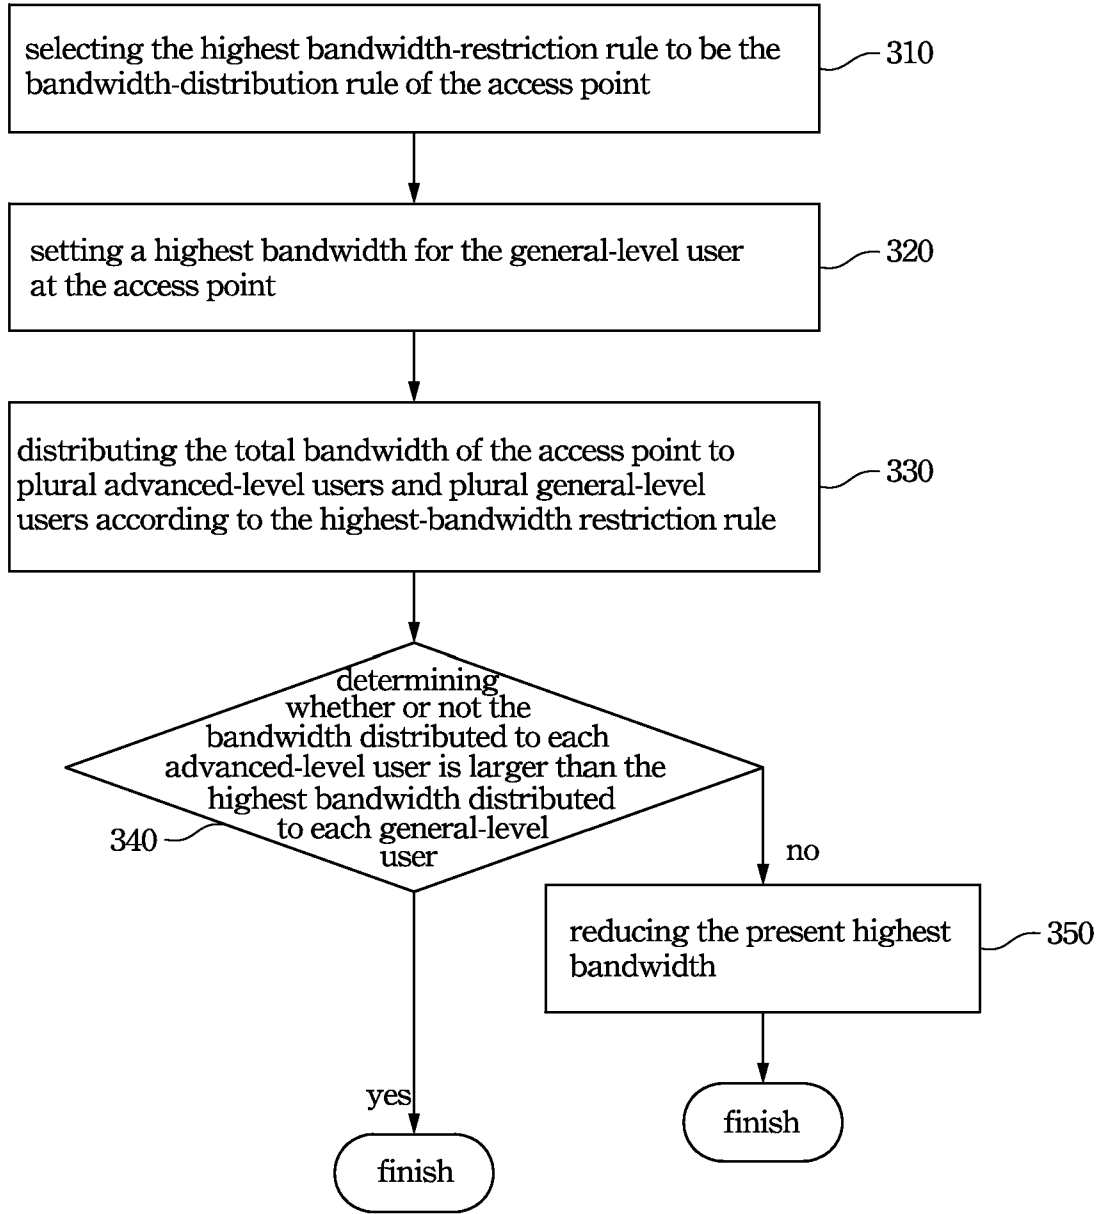 selecting the highest bandwidth-restriction rule to be the
bandwidth-distribution rule of the access point
310
setting a highest bandwidth for the general-level user
at the access point
320
distributing the total bandwidth of the access point to
plural advanced-level users and plural general-level
users according to the highest-bandwidth restriction rule
330
determining
whether or not the
bandwidth distributed to each
advanced-level user is larger than the
highest bandwidth distributed
to each general-level
user
340
no
reducing the present highest
bandwidth
350
yes
finish
finish